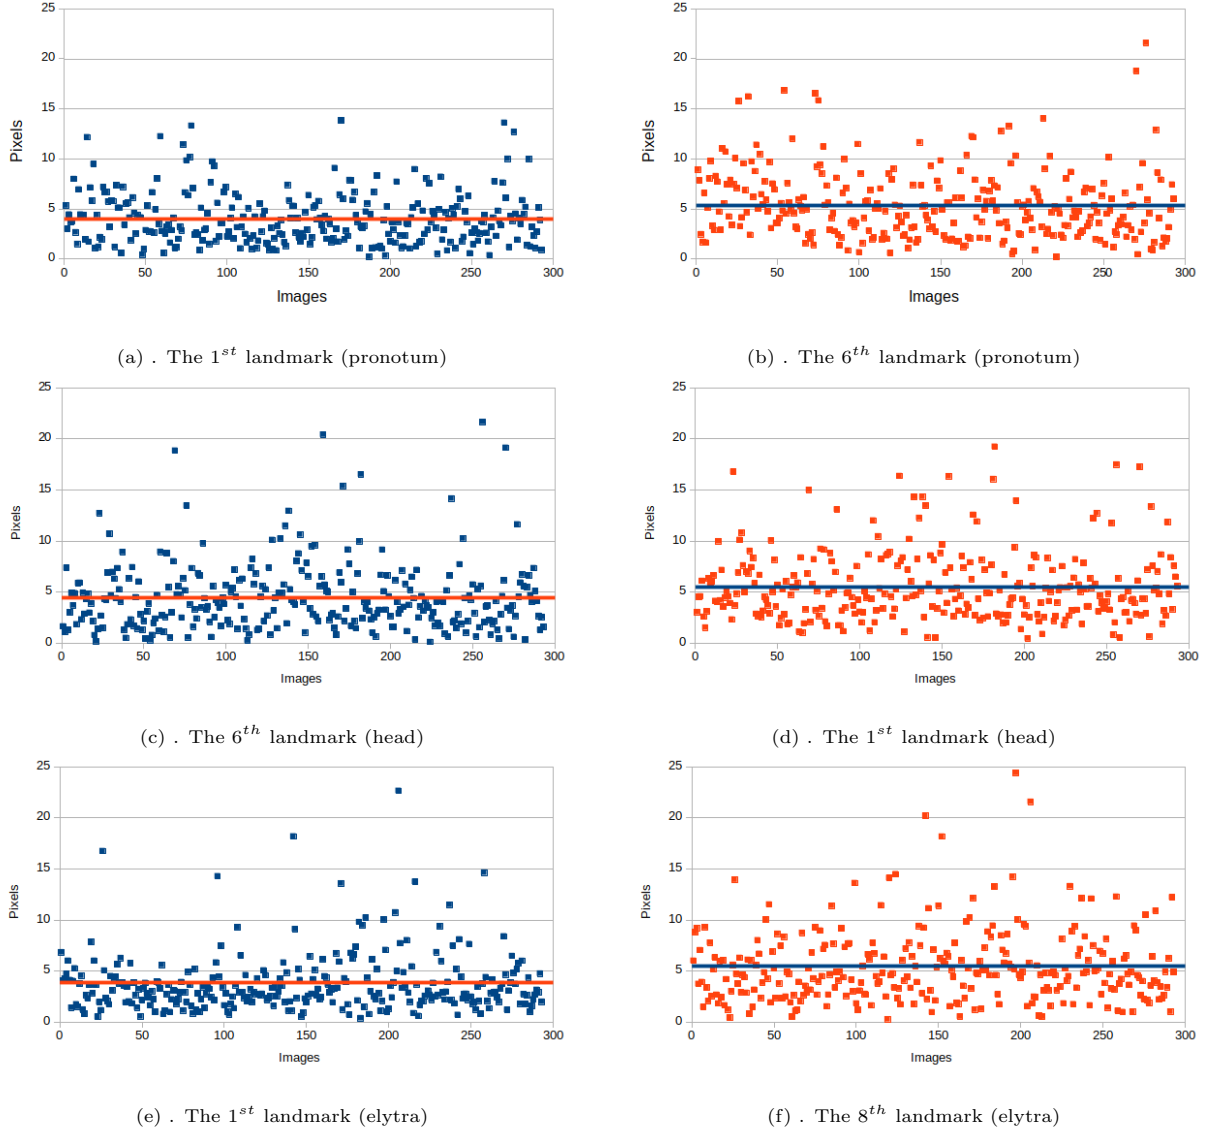 25
20
15
10
5
0
Pixels
0 50 100 150 200 250 300
Images
(a) . The 1st landmark (pronotum)
25
20
15
10
5
0
Pixels
0 50 100 150 200 250 300
Images
(b) . The 6th landmark (pronotum)
25
20
15
10
5
0
Pixels
0 50 100 150 200 250 300
Images
(c) . The 6th landmark (head)
25
20
15
10
5
0
Pixels
0 50 100 150 200 250 300
Images
(d) . The 1st landmark (head)
25
20
15
10
5
0
Pixels
0 50 100 150 200 250 300
Images
(e) . The 1st landmark (elytra)
25
20
15
10
5
0
Pixels
0 50 100 150 200 250 300
Images
(f) . The 8th landmark (elytra)